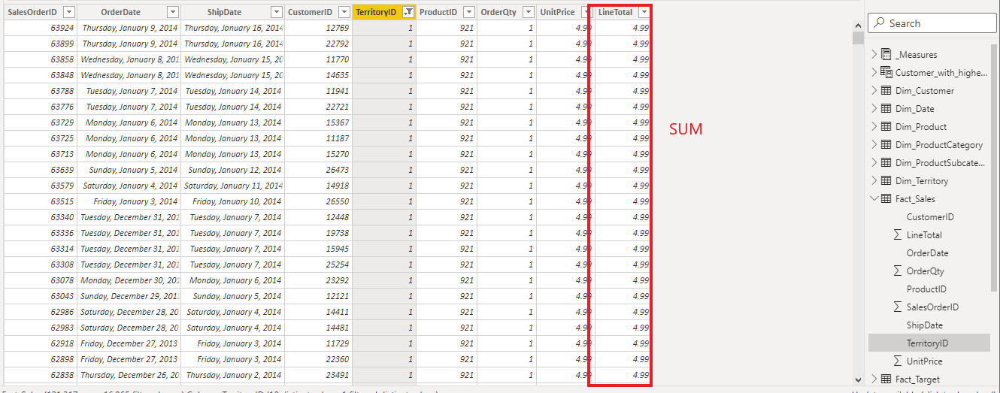 SalesOrderID OrderDate ShipDate CustomerID TerritoryID ProductID OrderQty UnitPrice LineTotal
63924 Thursday, January 9, 2014 Thursday, January 16, 2014 12769 1 921 1 4.99 4.99
63899 Thursday, January 9, 2014 Thursday, January 16, 2014 22792 1 921 1 4.99 4.99
63858 Wednesday, January 8, 201 Wednesday, January 15, 20 11770 1 921 1 4.99 4.99
63848 Wednesday, January 8, 201 Wednesday, January 15, 20 14635 1 921 1 4.99 4.99
63788 Tuesday, January 7, 2014 Tuesday, January 14, 2014 11941 1 921 1 4.99 4.99
63776 Tuesday, January 7, 2014 Tuesday, January 14, 2014 22721 1 921 1 4.99 4.99
63729 Monday, January 6, 2014 Monday, January 13, 2014 15367 1 921 1 4.99 4.99
63725 Monday, January 6, 2014 Monday, January 13, 2014 11187 1 921 1 4.99 4.99
63713 Monday, January 6, 2014 Monday, January 13, 2014 15270 1 921 1 4.99 4.99
63639 Sunday, January 5, 2014 Sunday, January 12, 2014 26473 1 921 1 4.99 4.99
63579 Saturday, January 4, 2014 Saturday, January 11, 2014 14918 1 921 1 4.99 4.99
63515 Friday, January 3, 2014 Friday, January 10, 2014 26550 1 921 1 4.99 4.99
63340 Tuesday, December 31, 201 Tuesday, January 7, 2014 12448 1 921 1 4.99 4.99
63336 Tuesday, December 31, 201 Tuesday, January 7, 2014 19738 1 921 1 4.99 4.99
63314 Tuesday, December 31, 201 Tuesday, January 7, 2014 15945 1 921 1 4.99 4.99
63308 Tuesday, December 31, 201 Tuesday, January 7, 2014 25254 1 921 1 4.99 4.99
63078 Monday, December 30, 201 Monday, January 6, 2014 23292 1 921 1 4.99 4.99
63043 Sunday, December 29, 2013 Sunday, January 5, 2014 12121 1 921 1 4.99 4.99
62986 Saturday, December 28, 20 Saturday, January 4, 2014 14411 1 921 1 4.99 4.99
62983 Saturday, December 28, 20 Saturday, January 4, 2014 14481 1 921 1 4.99 4.99
62918 Friday, December 27, 2013 Friday, January 3, 2014 11729 1 921 1 4.99 4.99
62898 Friday, December 27, 2013 Friday, January 3, 2014 22360 1 921 1 4.99 4.99
62838 Thursday, December 26, 20 Thursday, January 2, 2014 23491 1 921 1 4.99 4.99
SUM
Search
_Measures
Customer_with_highe...
Dim_Customer
Dim_Date
Dim_Product
Dim_ProductCategory
Dim_ProductSubcate...
Dim_Territory
Fact_Sales
CustomerID
∑ LineTotal
OrderDate
∑ OrderQty
ProductID
∑ SalesOrderID
ShipDate
TerritoryID
∑ UnitPrice
Fact_Target